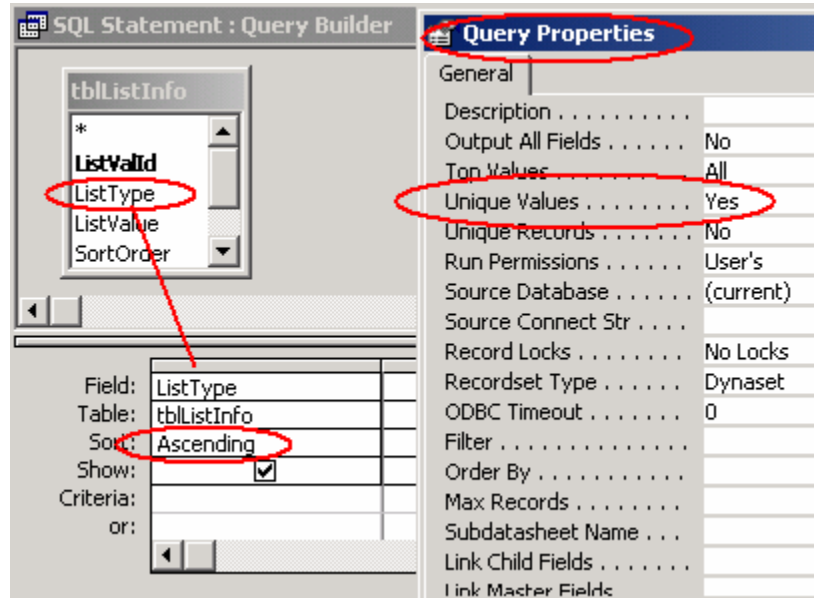 SQL Statement : Query Builder
tblListInfo
*
ListValId
ListType
ListValue
SortOrder
Field: ListType
Table: tblListInfo
Sort: Ascending
Show:
Criteria:
or:
Query Properties
General
Description . . . . . . . . . .
Output All Fields . . . . . . No
Top Values . . . . . . . . . . All
Unique Values . . . . . . . . Yes
Unique Records . . . . . . . No
Run Permissions . . . . . . User's
Source Database . . . . . . (current)
Source Connect Str . . . .
Record Locks . . . . . . . . No Locks
Recordset Type . . . . . . Dynaset
ODBC Timeout . . . . . . . 0
Filter . . . . . . . . . . . . . . .
Order By . . . . . . . . . . .
Max Records . . . . . . . . .
Subdatasheet Name . . .
Link Child Fields . . . . . . .
Link Master Fields